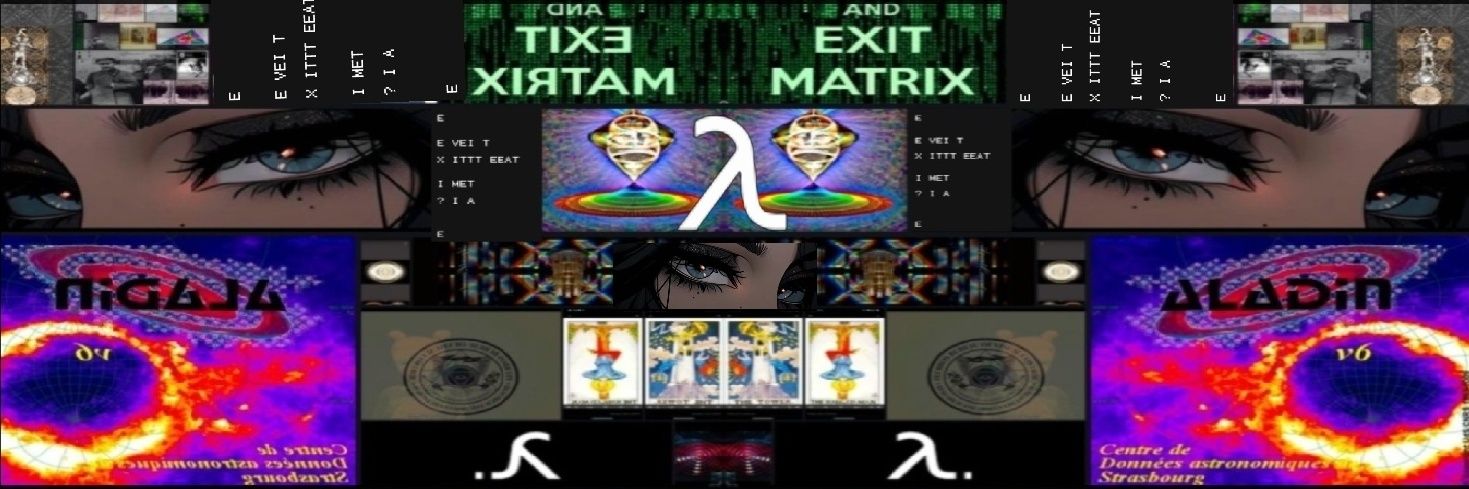 E
E VEI T
X ITTT EEAT
I MET
? I A
E
AND
EXIT
MATRIX
AND
EXIT
MATRIX
E
E VEI T
X ITTT EEAT
I MET
? I A
E
E
E VEI T
X ITTT EEAT
I MET
? I A
E
λ
E
E VEI T
X ITTT EEAT
I MET
? I A
E
ALADiN
v6
Centre de
Données astronomiques
Strasbourg
THE TOWER
THE TOWER
ALADiN
v6
Centre de
Données astronomiques
Strasbourg
λ.
λ.